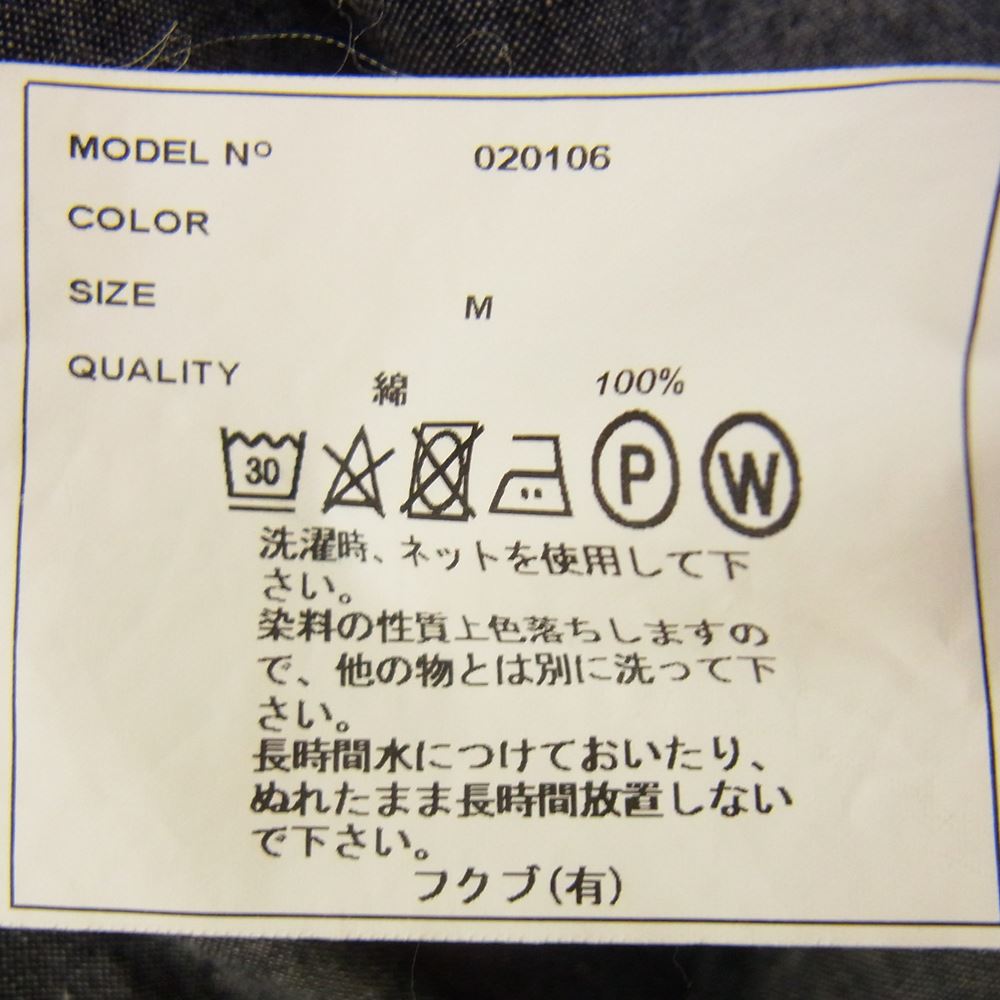 MODEL Nº 020106
COLOR
SIZE M
QUALITY 綿 100%
30 P W
洗濯時、ネットを使用して下
さい。
染料の性質上色落ちしますの
で、他の物とは別に洗って下
さい。
長時間水につけておいたり、
ぬれたまま長時間放置しない
で下さい。
フクブ(有)